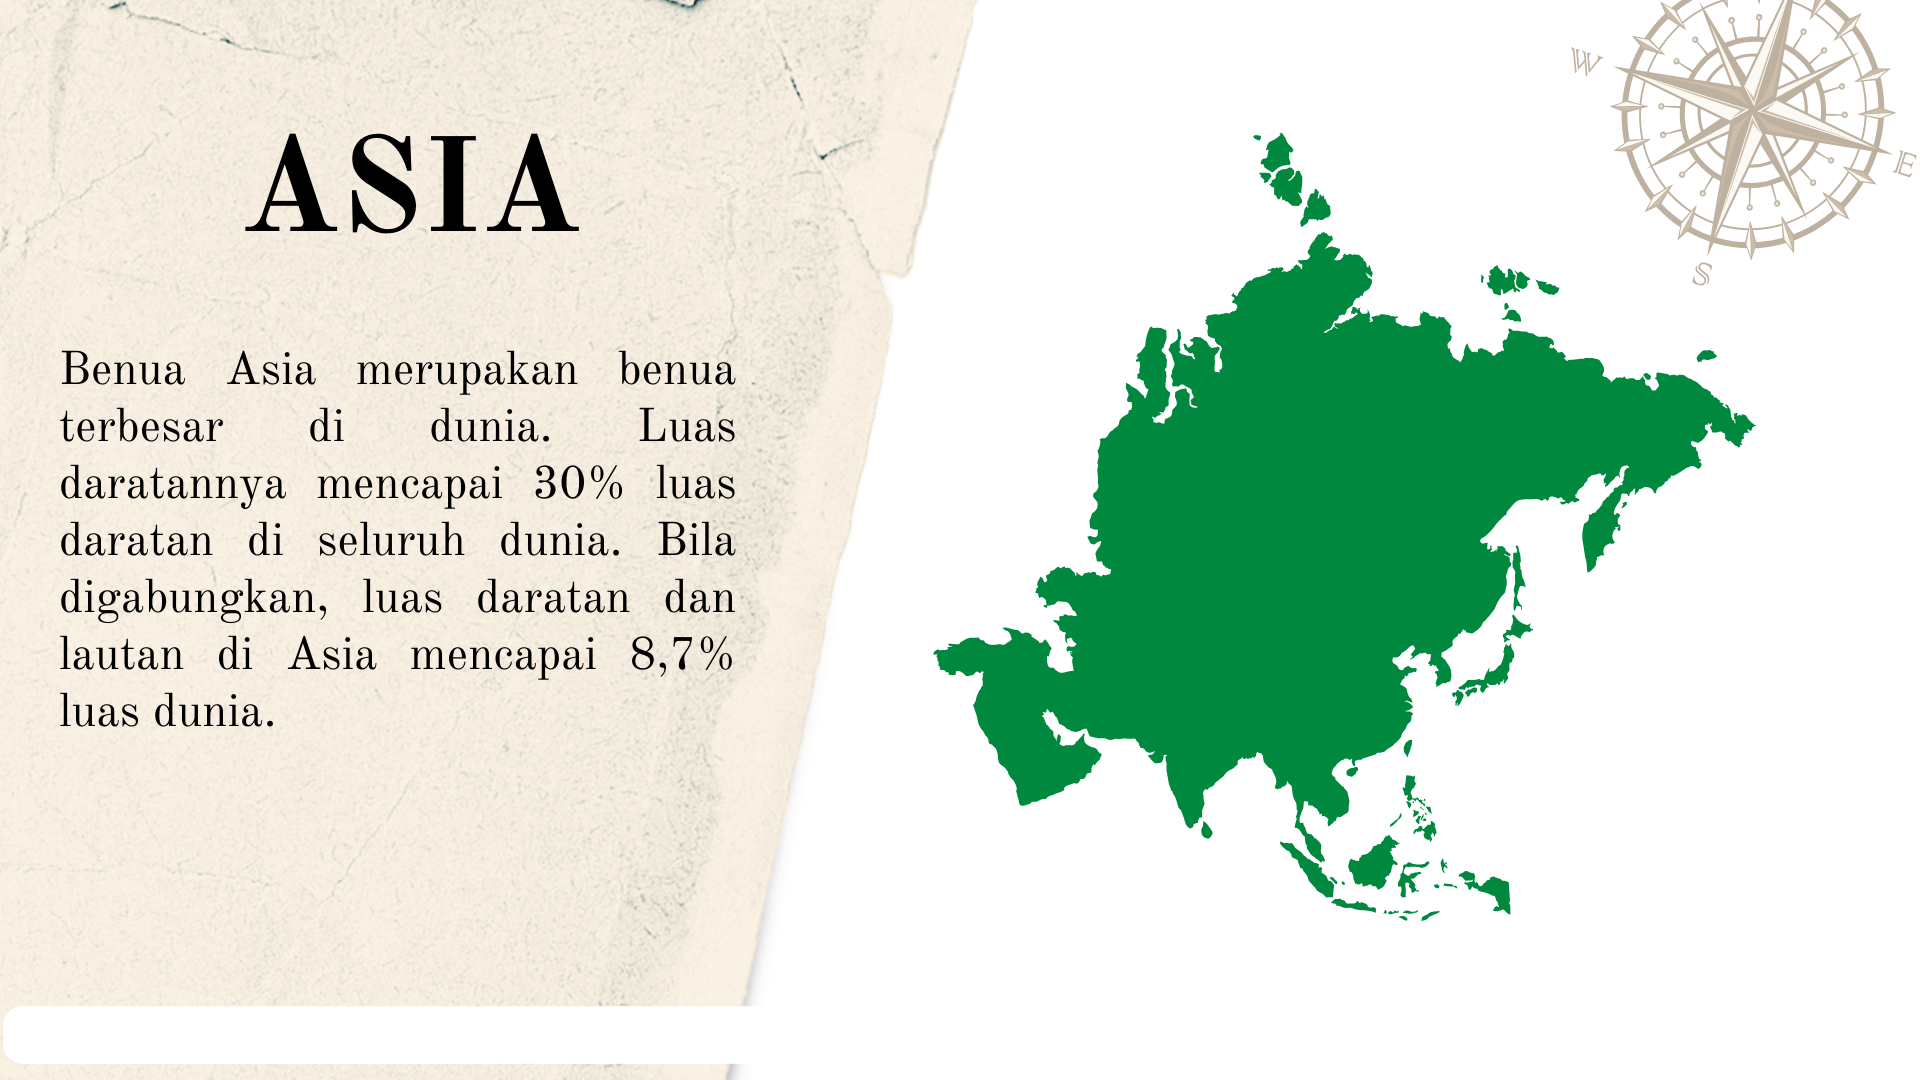 ASIA
Benua Asia merupakan benua
terbesar di dunia. Luas
daratannya mencapai 30% luas
daratan di seluruh dunia. Bila
digabungkan, luas daratan dan
lautan di Asia mencapai 8,7%
luas dunia.
W
E
S